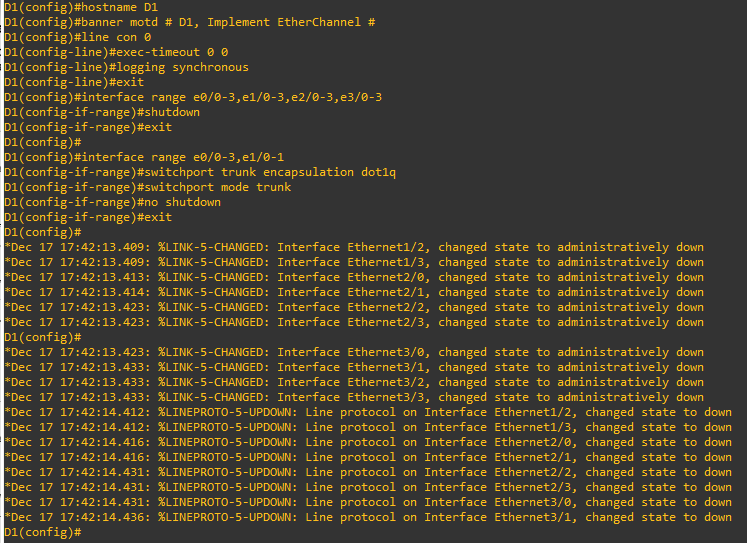 D1(config)#hostname D1
D1(config)#banner motd # D1, Implement EtherChannel #
D1(config)#line con 0
D1(config-line)#exec-timeout 0 0
D1(config-line)#logging synchronous
D1(config-line)#exit
D1(config)#interface range e0/0-3,e1/0-3,e2/0-3,e3/0-3
D1(config-if-range)#shutdown
D1(config-if-range)#exit
D1(config)#
D1(config)#interface range e0/0-3,e1/0-1
D1(config-if-range)#switchport trunk encapsulation dot1q
D1(config-if-range)#switchport mode trunk
D1(config-if-range)#no shutdown
D1(config-if-range)#exit
D1(config)#
*Dec 17 17:42:13.409: %LINK-5-CHANGED: Interface Ethernet1/2, changed state to administratively down
*Dec 17 17:42:13.409: %LINK-5-CHANGED: Interface Ethernet1/3, changed state to administratively down
*Dec 17 17:42:13.413: %LINK-5-CHANGED: Interface Ethernet2/0, changed state to administratively down
*Dec 17 17:42:13.414: %LINK-5-CHANGED: Interface Ethernet2/1, changed state to administratively down
*Dec 17 17:42:13.423: %LINK-5-CHANGED: Interface Ethernet2/2, changed state to administratively down
*Dec 17 17:42:13.423: %LINK-5-CHANGED: Interface Ethernet2/3, changed state to administratively down
D1(config)#
*Dec 17 17:42:13.423: %LINK-5-CHANGED: Interface Ethernet3/0, changed state to administratively down
*Dec 17 17:42:13.433: %LINK-5-CHANGED: Interface Ethernet3/1, changed state to administratively down
*Dec 17 17:42:13.433: %LINK-5-CHANGED: Interface Ethernet3/2, changed state to administratively down
*Dec 17 17:42:13.433: %LINK-5-CHANGED: Interface Ethernet3/3, changed state to administratively down
*Dec 17 17:42:14.412: %LINEPROTO-5-UPDOWN: Line protocol on Interface Ethernet1/2, changed state to down
*Dec 17 17:42:14.412: %LINEPROTO-5-UPDOWN: Line protocol on Interface Ethernet1/3, changed state to down
*Dec 17 17:42:14.416: %LINEPROTO-5-UPDOWN: Line protocol on Interface Ethernet2/0, changed state to down
*Dec 17 17:42:14.416: %LINEPROTO-5-UPDOWN: Line protocol on Interface Ethernet2/1, changed state to down
*Dec 17 17:42:14.431: %LINEPROTO-5-UPDOWN: Line protocol on Interface Ethernet2/2, changed state to down
*Dec 17 17:42:14.431: %LINEPROTO-5-UPDOWN: Line protocol on Interface Ethernet2/3, changed state to down
*Dec 17 17:42:14.431: %LINEPROTO-5-UPDOWN: Line protocol on Interface Ethernet3/0, changed state to down
*Dec 17 17:42:14.436: %LINEPROTO-5-UPDOWN: Line protocol on Interface Ethernet3/1, changed state to down
D1(config)#